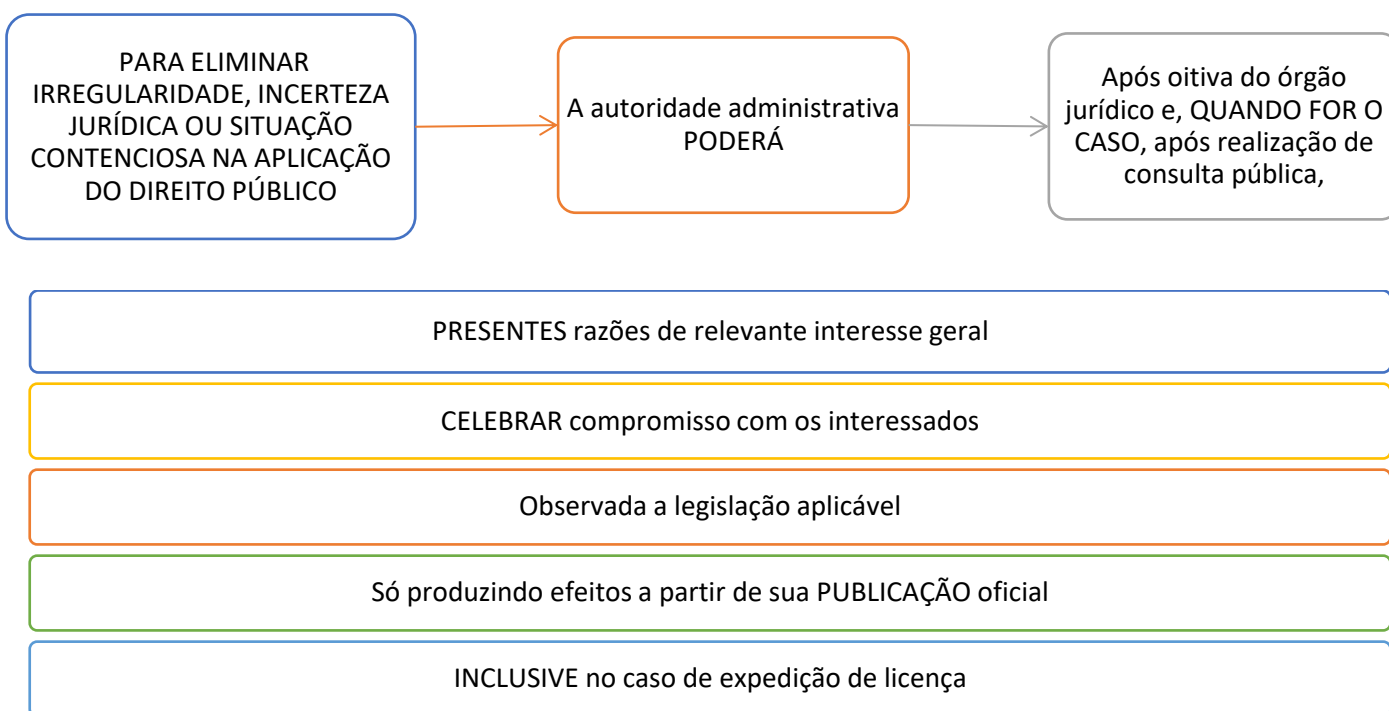 PARA ELIMINAR
IRREGULARIDADE, INCERTEZA
JURÍDICA OU SITUAÇÃO
CONTENCIOSA NA APLICAÇÃO
DO DIREITO PÚBLICO
A autoridade administrativa
PODERÁ
Após oitiva do órgão
jurídico e, QUANDO FOR O
CASO, após realização de
consulta pública,
PRESENTES razões de relevante interesse geral
CELEBRAR compromisso com os interessados
Observada a legislação aplicável
Só produzindo efeitos a partir de sua PUBLICAÇÃO oficial
INCLUSIVE no caso de expedição de licença